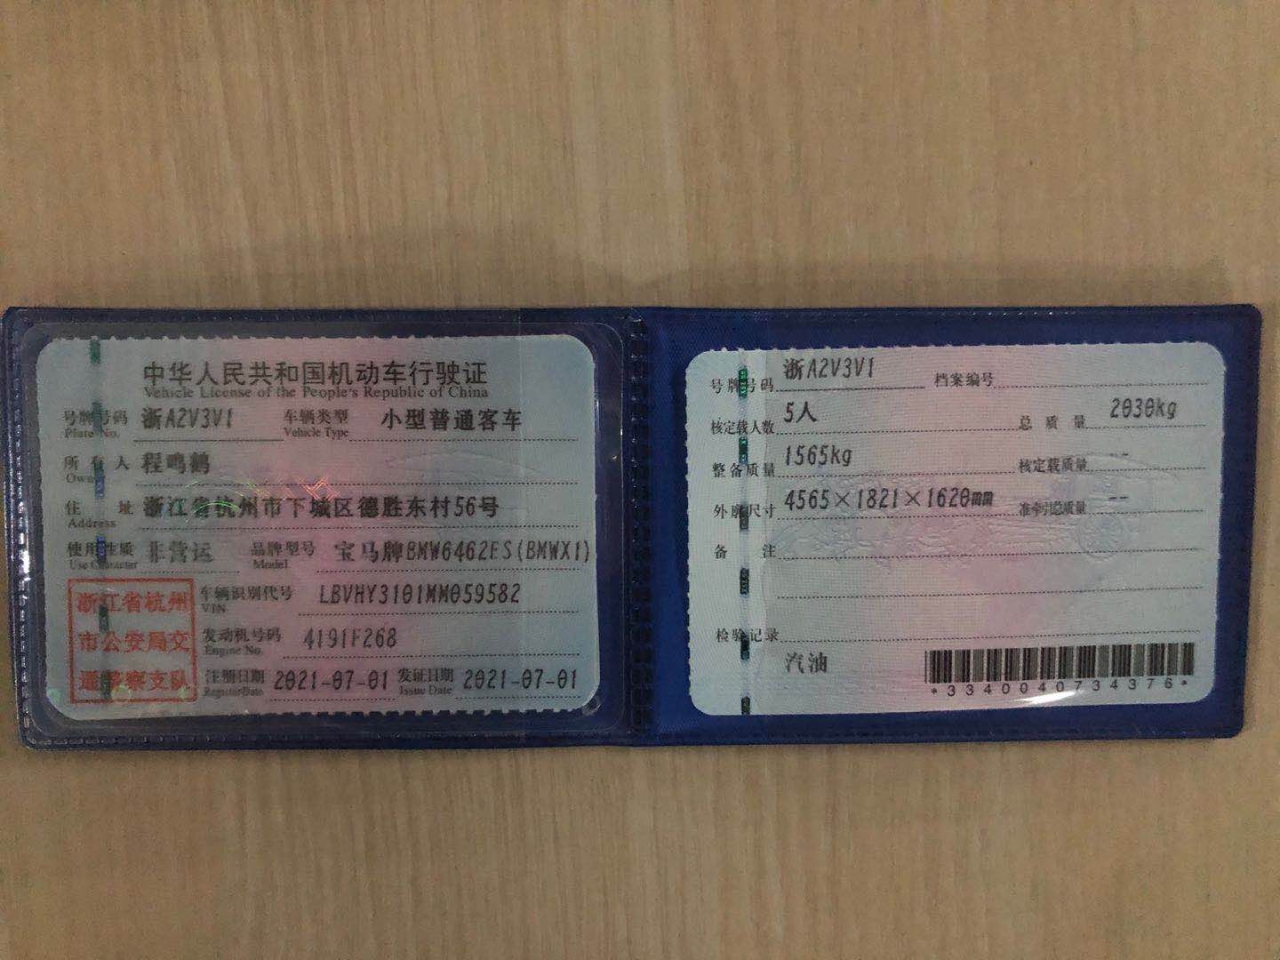 中华人民共和国机动车行驶证
Vehicle License of the People's Republic of China
号牌号码 浙A2V3V1 车辆类型 小型普通客车
Plate No. Vehicle Type
所有人 程鸣鹤
Owner
住址 浙江省杭州市下城区德胜东村56号
Address
使用性质 非营运 品牌型号 宝马牌BMW6462ES(BMWX1)
Use Character Model
浙江省杭州
市公安局交
通警察支队
车辆识别代号 LBVHY3101MM059582
VIN
发动机号码 4191F268
Engine No.
注册日期 2021-07-01 发证日期 2021-07-01
Register Date Issue Date
号牌号码 浙A2V3V1 档案编号
核定载人数 5人 总质量 2030kg
整备质量 1565kg 核定载质量 --
外廓尺寸 4565×1821×1620mm 准牵引总质量 --
备注
检验记录
汽油
*3340040734376*